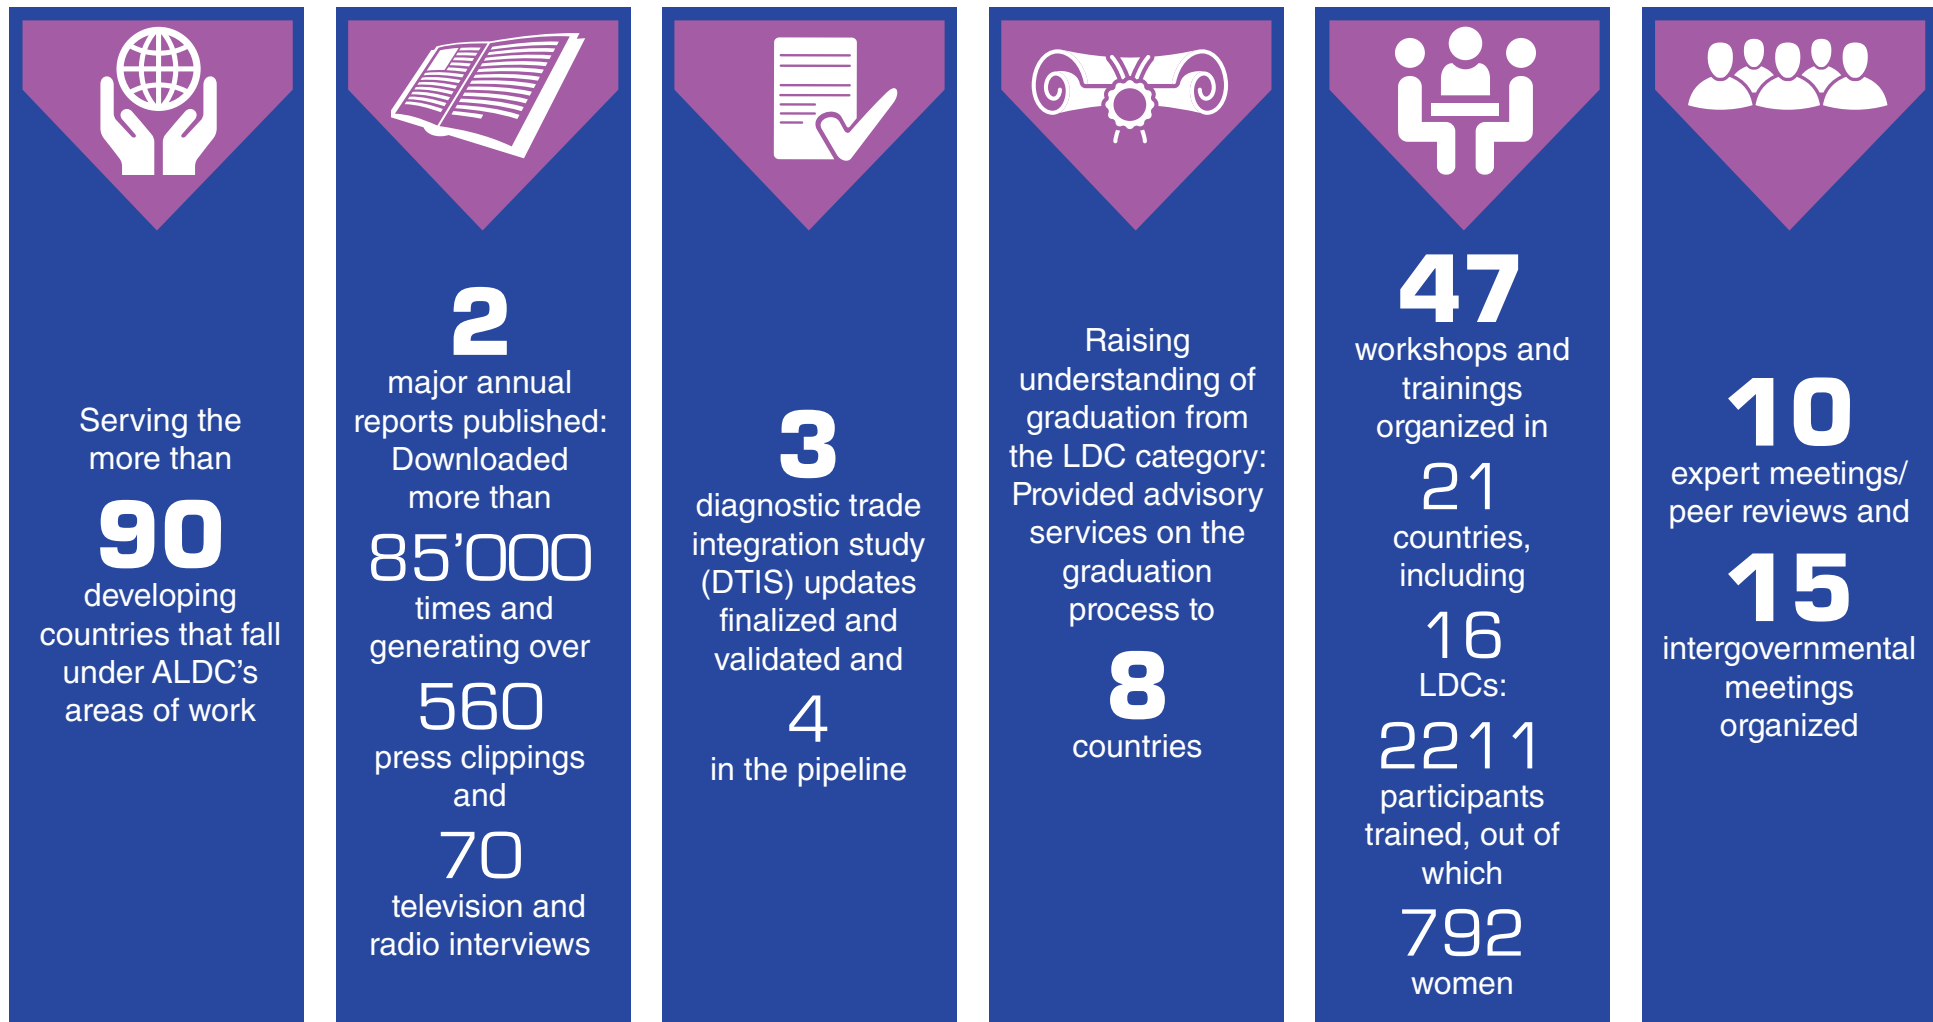 Serving the
more than
90
developing
countries that fall
under ALDC’s
areas of work
2
major annual
reports published:
Downloaded
more than
85’000
times and
generating over
560
press clippings
and
70
television and
radio interviews
3
diagnostic trade
integration study
(DTIS) updates
finalized and
validated and
4
in the pipeline
Raising
understanding of
graduation from
the LDC category:
Provided advisory
services on the
graduation
process to
8
countries
47
workshops and
trainings
organized in
21
countries,
including
16
LDCs:
2211
participants
trained, out of
which
792
women
10
expert meetings/
peer reviews and
15
intergovernmental
meetings
organized